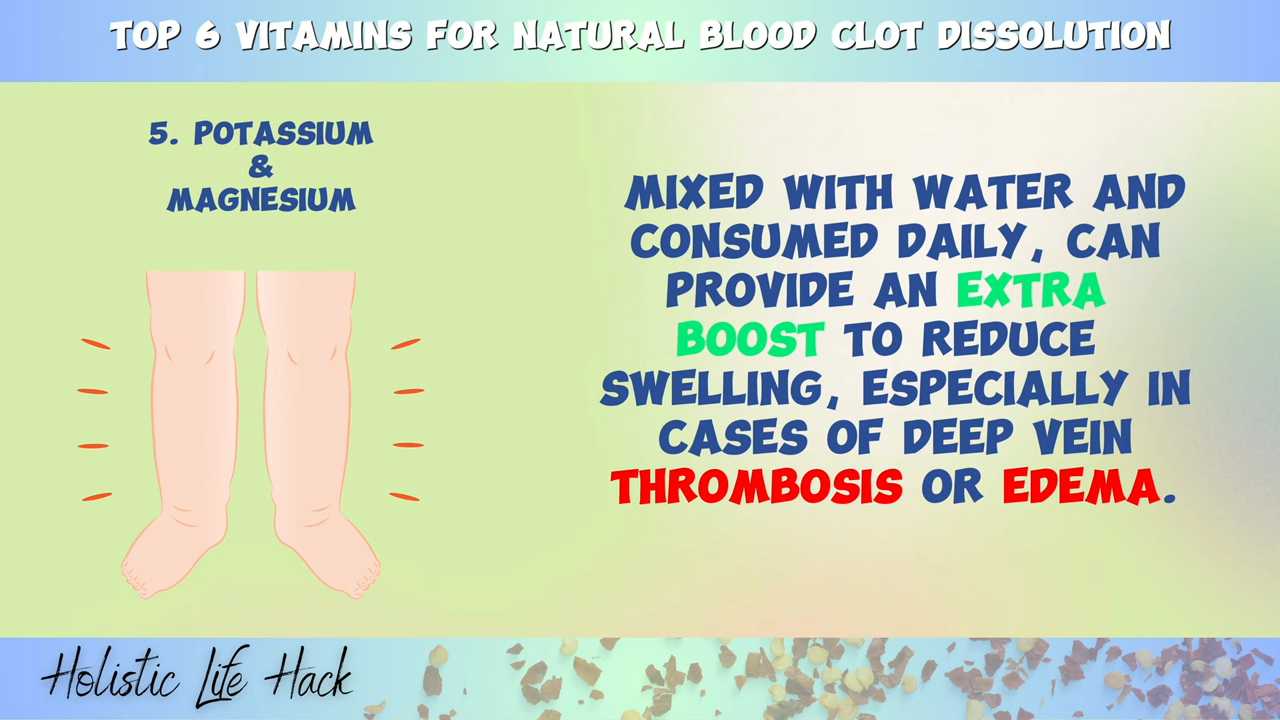 TOP 6 VITAMINS FOR NATURAL BLOOD CLOT DISSOLUTION
5. POTASSIUM
&
MAGNESIUM
MIXED WITH WATER AND
CONSUMED DAILY, CAN
PROVIDE AN EXTRA
BOOST TO REDUCE
SWELLING, ESPECIALLY IN
CASES OF DEEP VEIN
THROMBOSIS OR EDEMA.
Holistic Life Hack